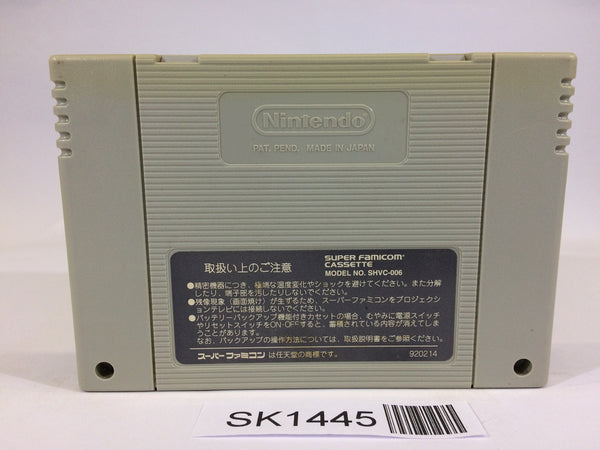 Nintendo
PAT. PEND. MADE IN JAPAN
取扱い上のご注意
SUPER FAMICOM
CASSETTE
MODEL NO. SHVC-006
●精密機器につき、極端な温度変化やショックを避けてください。また分解
したり、端子部を汚したりしないでください。
●残像現象（画面焼け）が生ずるため、スーパーファミコンをプロジェクシ
ョンテレビには接続しないでください。
●バッテリーバックアップ機能付きカセットの場合、むやみに電源スイッチ
やリセットスイッチをON・OFFすると、蓄積されている内容が消えてしま
うことがあります。
なお、バックアップの操作方法については、取扱説明書をご参照ください。
スーパーファミコン は任天堂の商標です。 920214
SK1445